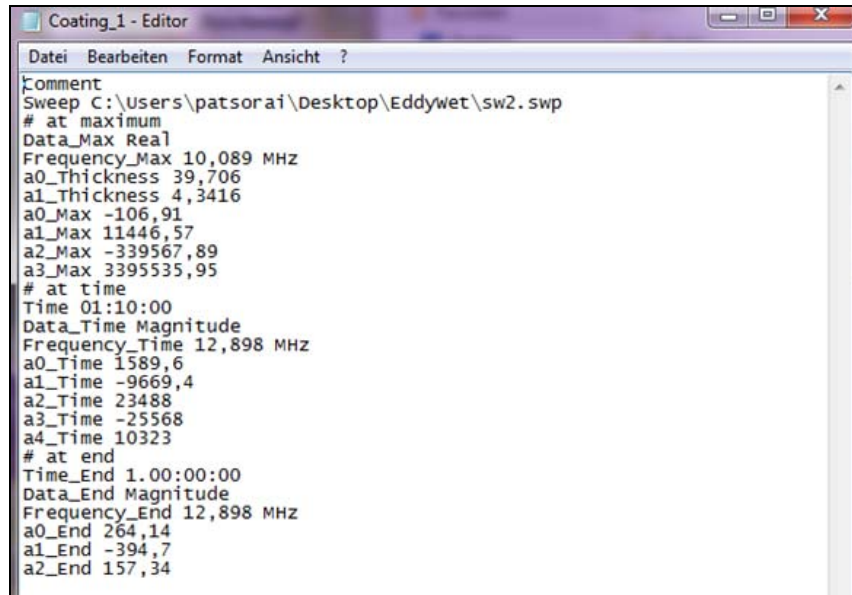 Coating_1 - Editor
Datei Bearbeiten Format Ansicht ?
Comment
Sweep C:\Users\patsorai\Desktop\EddyWet\sw2.swp
# at maximum
Data_Max Real
Frequency_Max 10,089 MHz
a0_Thickness 39,706
a1_Thickness 4,3416
a0_Max -106,91
a1_Max 11446,57
a2_Max -339567,89
a3_Max 3395535,95
# at time
Time 01:10:00
Data_Time Magnitude
Frequency_Time 12,898 MHz
a0_Time 1589,6
a1_Time -9669,4
a2_Time 23488
a3_Time -25568
a4_Time 10323
# at end
Time_End 1.00:00:00
Data_End Magnitude
Frequency_End 12,898 MHz
a0_End 264,14
a1_End -394,7
a2_End 157,34